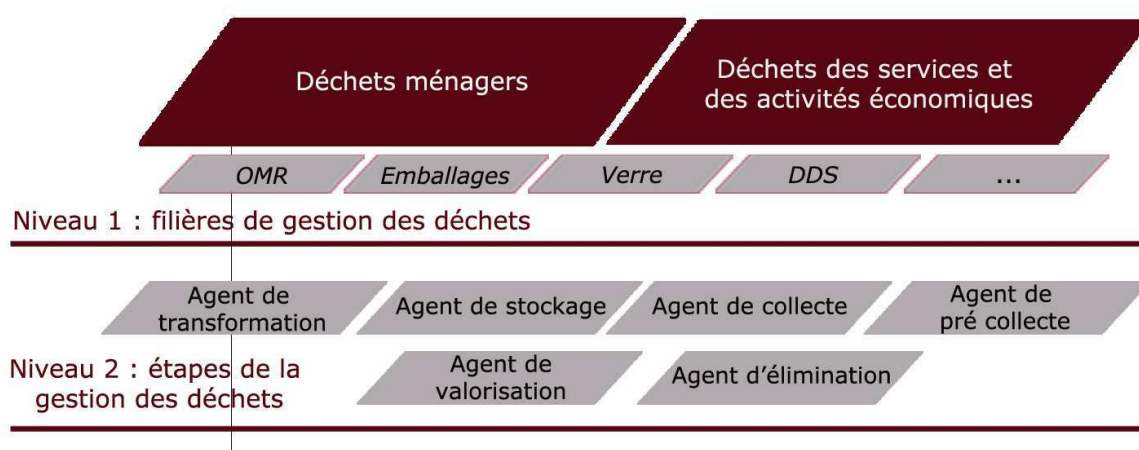 Déchets ménagers
Déchets des services et
des activités économiques
OMR
Emballages
Verre
DDS
...
Niveau 1 : filières de gestion des déchets
Agent de
transformation
Agent de stockage
Agent de collecte
Agent de
pré collecte
Niveau 2 : étapes de la
gestion des déchets
Agent de
valorisation
Agent d’élimination